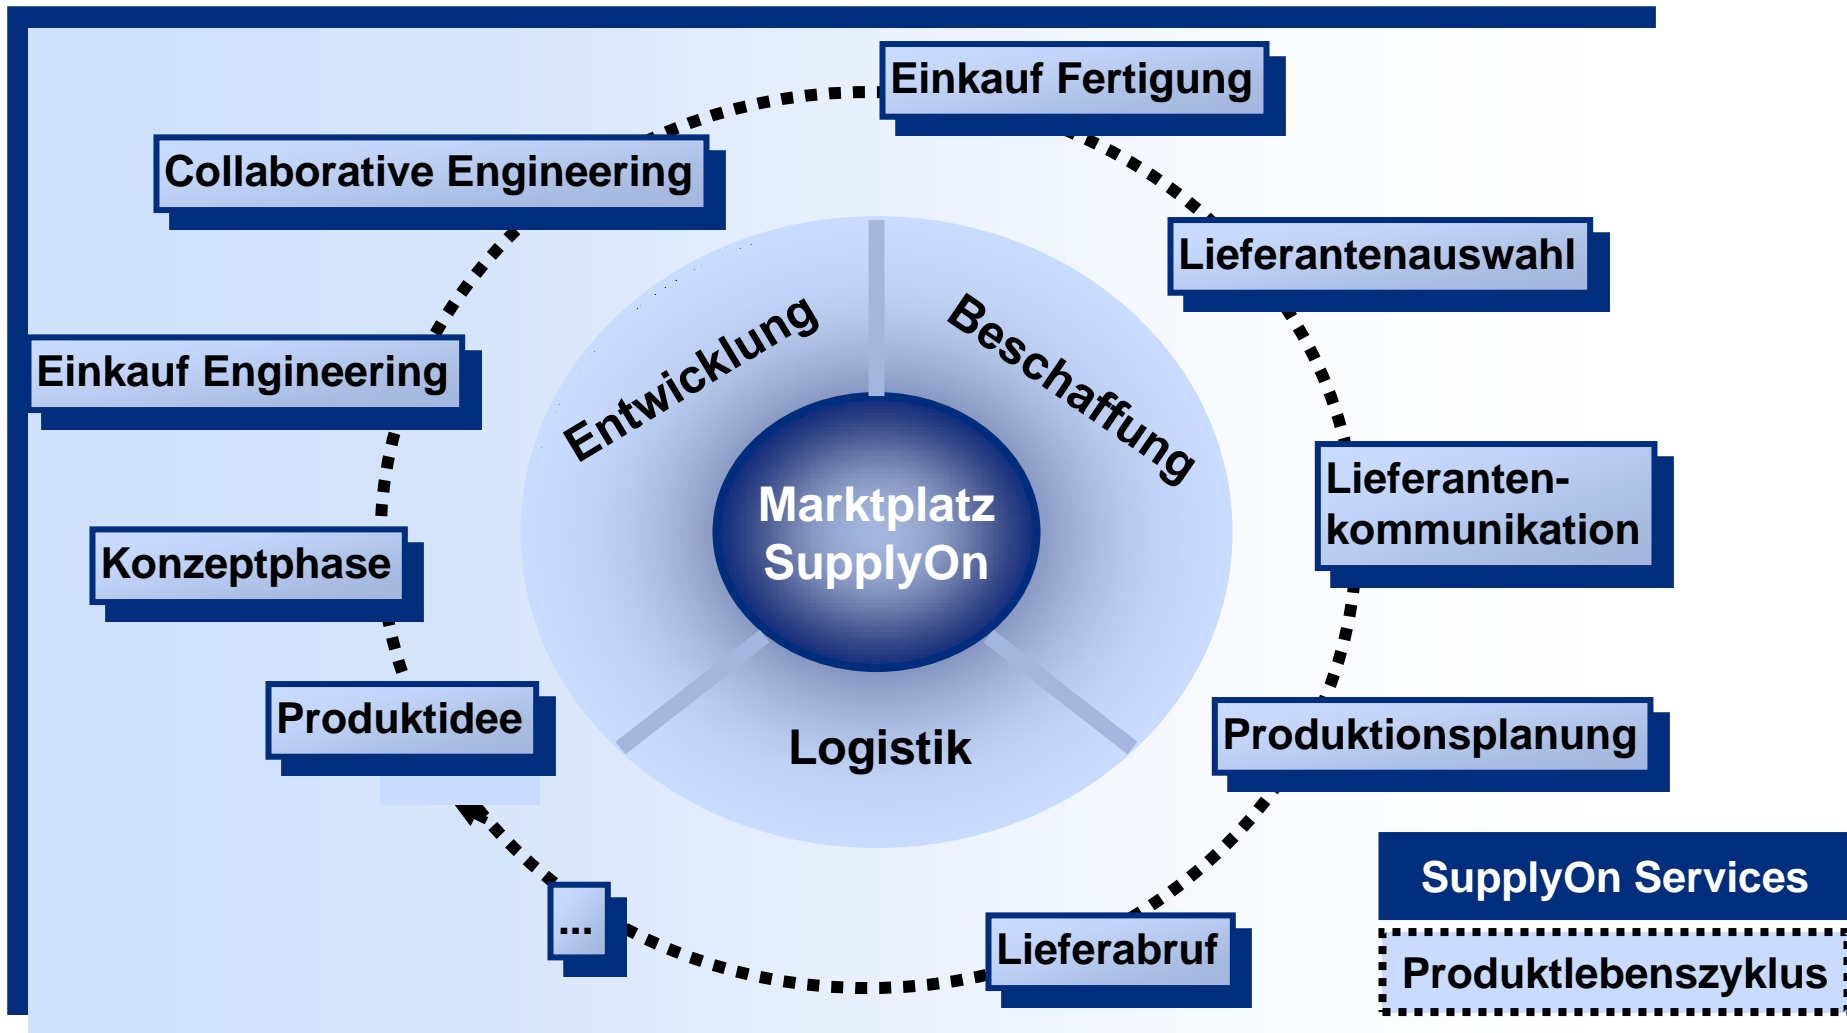 Einkauf Fertigung
Collaborative Engineering
Lieferantenauswahl
Einkauf Engineering
Entwicklung
Beschaffung
Marktplatz
SupplyOn
Lieferanten-
kommunikation
Konzeptphase
Produktidee
Logistik
Produktionsplanung
SupplyOn Services
...
Lieferabruf
Produktlebenszyklus